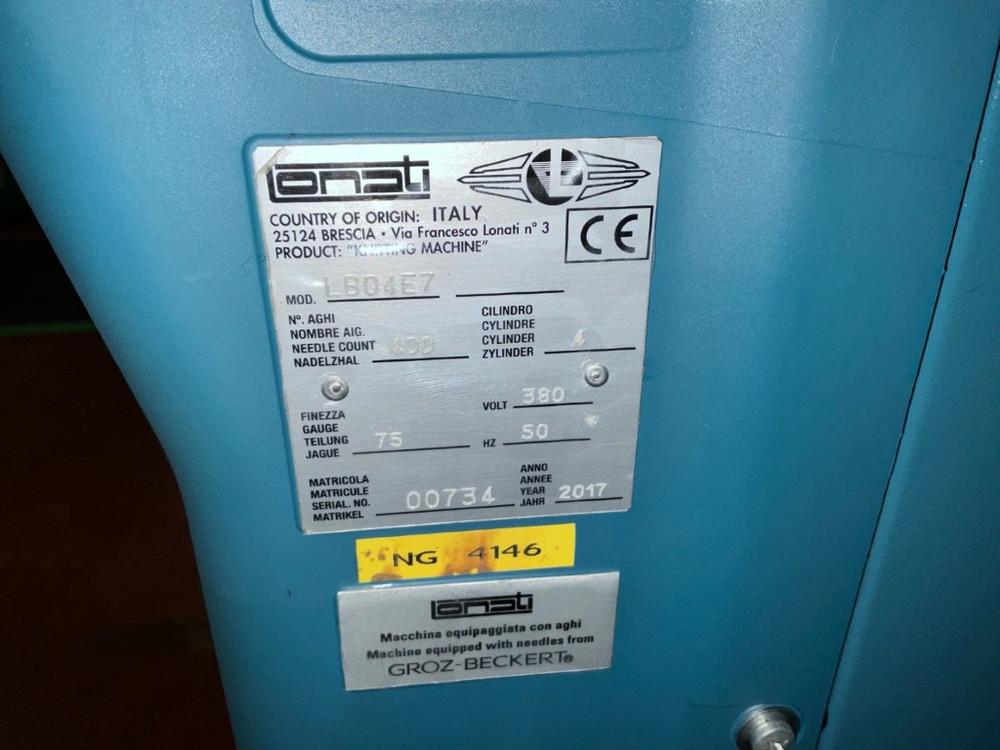 Lonati
COUNTRY OF ORIGIN: ITALY
25124 BRESCIA • Via Francesco Lonati n° 3
PRODUCT: "KNITTING MACHINE"
CE
MOD. LB04E7
N°. AGHI
NOMBRE AIG.
NEEDLE COUNT 400
NADELZHAL
CILINDRO
CYLINDRE
CYLINDER 4
ZYLINDER
FINEZZA
GAUGE
TEILUNG 75
JAGUE
VOLT 380
HZ 50
MATRICOLA
MATRICULE
SERIAL. NO. 00734
MATRIKEL
ANNO
ANNEE
YEAR 2017
JAHR
NG 4146
Lonati
Macchina equipaggiata con aghi
Machine equipped with needles from
GROZ-BECKERT®